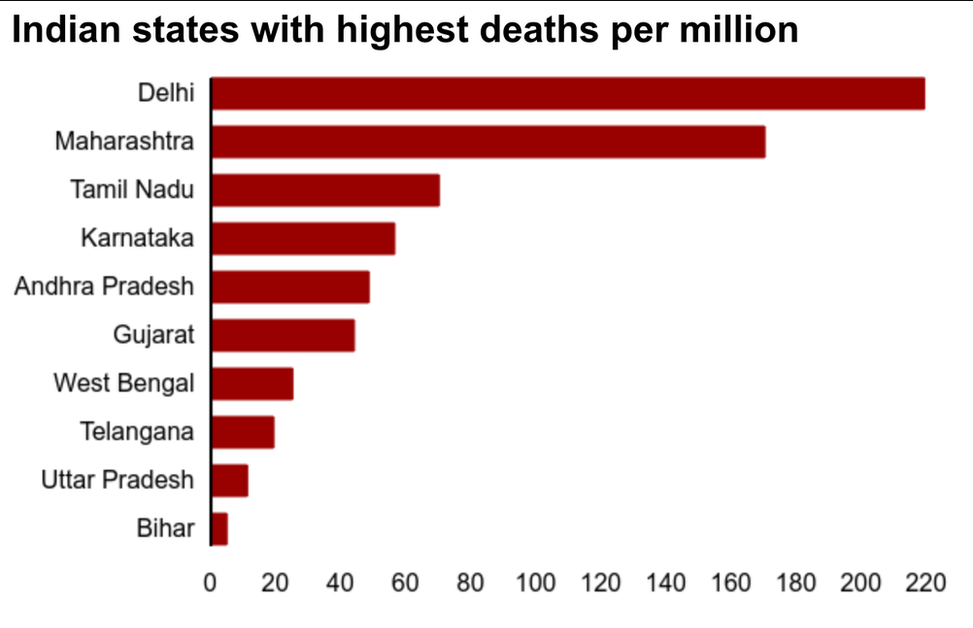 Indian states with highest deaths per million
Delhi
Maharashtra
Tamil Nadu
Karnataka
Andhra Pradesh
Gujarat
West Bengal
Telangana
Uttar Pradesh
Bihar
0 20 40 60 80 100 120 140 160 180 200 220